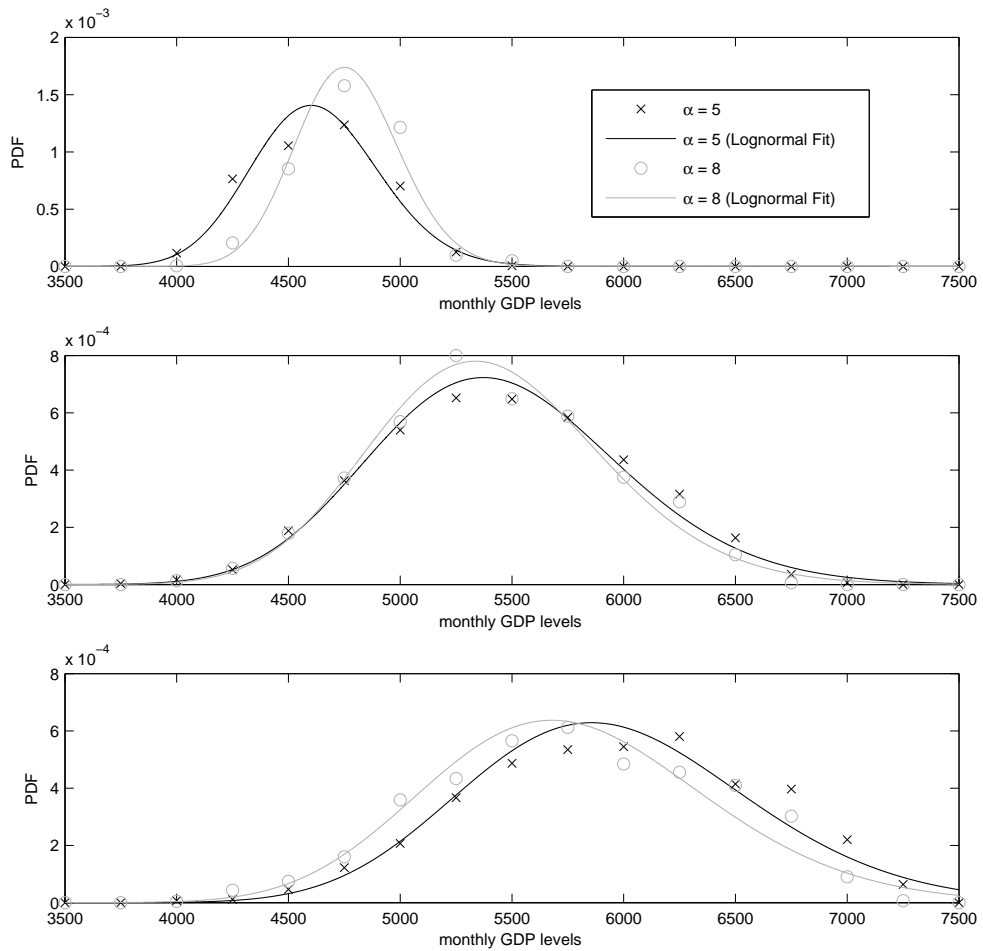 x 10⁻³
2
1.5
1
0.5
0
PDF
α = 5
α = 5 (Lognormal Fit)
α = 8
α = 8 (Lognormal Fit)
3500 4000 4500 5000 5500 6000 6500 7000 7500
monthly GDP levels
x 10⁻⁴
8
6
4
2
0
PDF
3500 4000 4500 5000 5500 6000 6500 7000 7500
monthly GDP levels
x 10⁻⁴
8
6
4
2
0
PDF
3500 4000 4500 5000 5500 6000 6500 7000 7500
monthly GDP levels